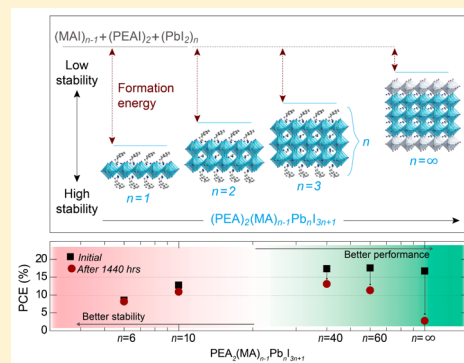 (MAI)n-1+(PEAI)2+(PbI2)n
Low
stability
Formation
energy
High
stability
n
n=1
n=2
n=3
n=∞
(PEA)2(MA)n-1PbnI3n+1
PCE (%)
20
15
10
5
0
Initial
After 1440 hrs
Better performance
Better stability
n=6
n=10
n=40
n=60
n=∞
PEA2(MA)n-1PbnI3n+1